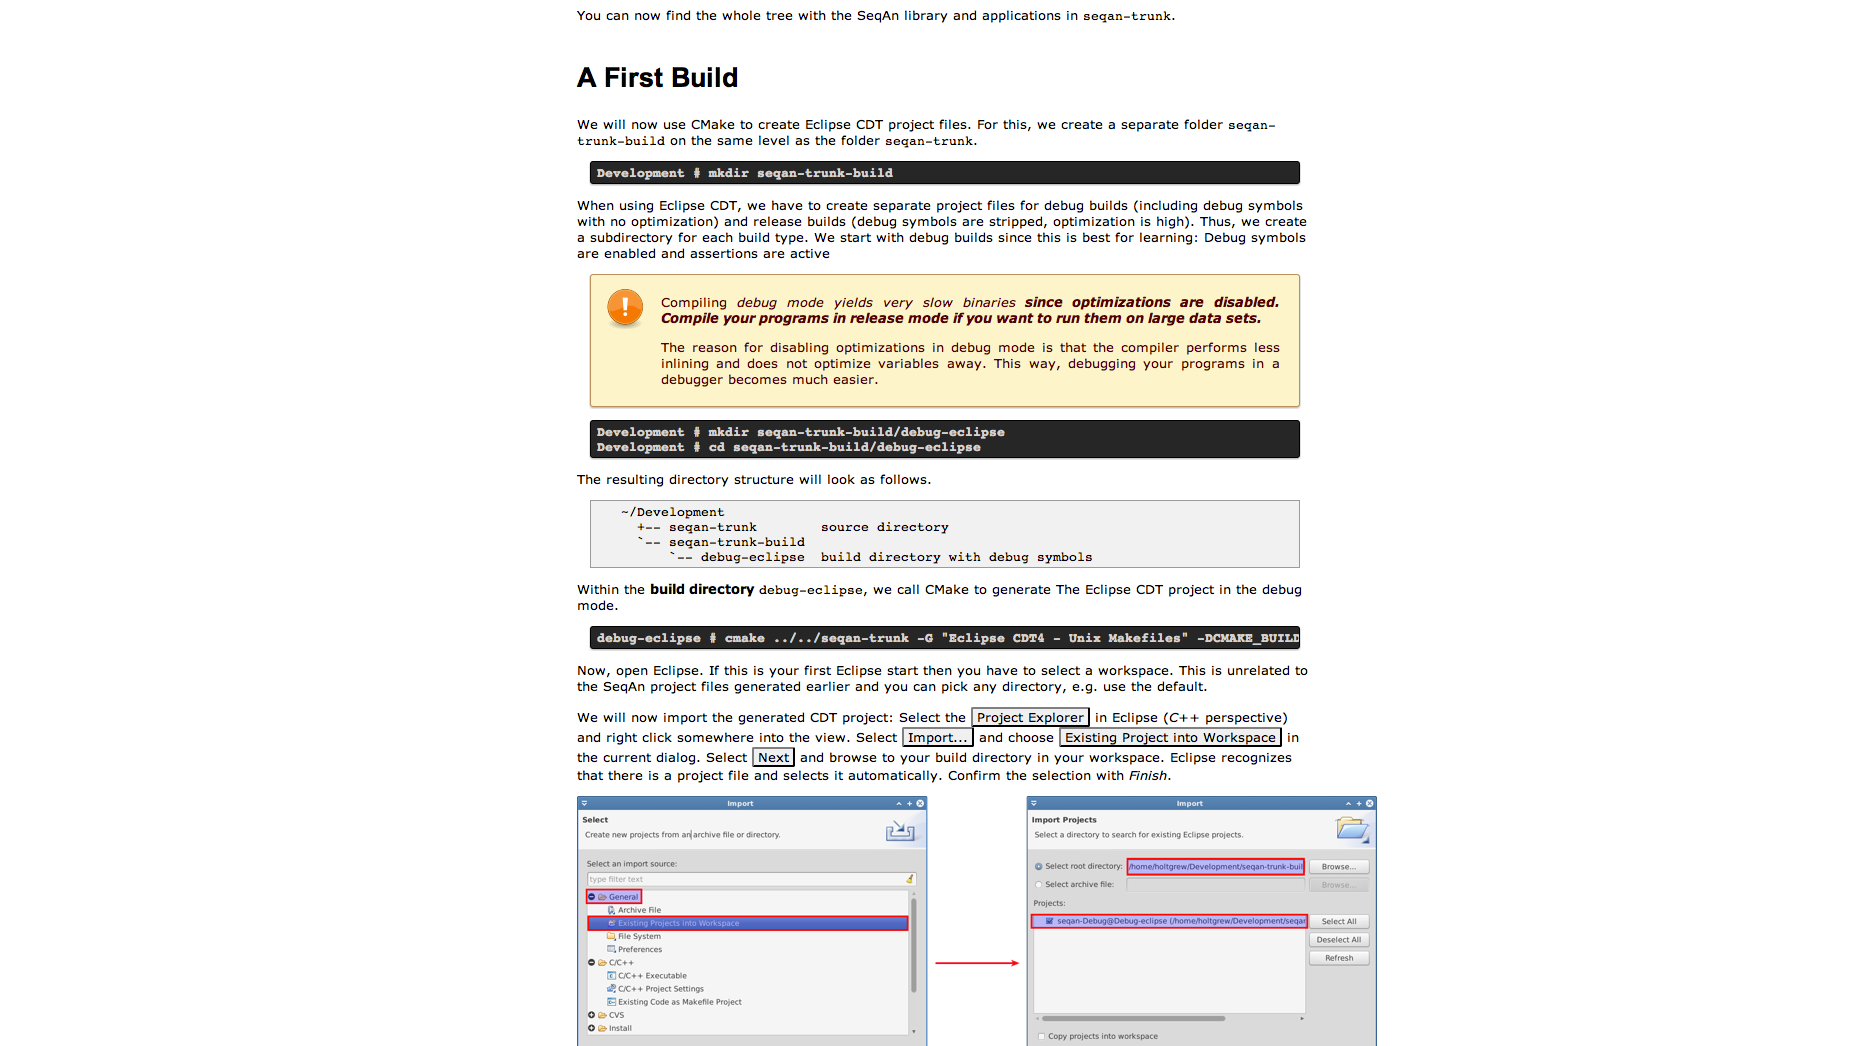 You can now find the whole tree with the SeqAn library and applications in seqan-trunk.
A First Build
We will now use CMake to create Eclipse CDT project files. For this, we create a separate folder seqan-
trunk-build on the same level as the folder seqan-trunk.
Development # mkdir seqan-trunk-build
When using Eclipse CDT, we have to create separate project files for debug builds (including debug symbols
with no optimization) and release builds (debug symbols are stripped, optimization is high). Thus, we create
a subdirectory for each build type. We start with debug builds since this is best for learning: Debug symbols
are enabled and assertions are active
Compiling debug mode yields very slow binaries since optimizations are disabled.
Compile your programs in release mode if you want to run them on large data sets.
The reason for disabling optimizations in debug mode is that the compiler performs less
inlining and does not optimize variables away. This way, debugging your programs in a
debugger becomes much easier.
Development # mkdir seqan-trunk-build/debug-eclipse
Development # cd seqan-trunk-build/debug-eclipse
The resulting directory structure will look as follows.
~/Development
+-- seqan-trunk        source directory
`-- seqan-trunk-build
`-- debug-eclipse  build directory with debug symbols
Within the build directory debug-eclipse, we call CMake to generate The Eclipse CDT project in the debug
mode.
debug-eclipse # cmake ../../seqan-trunk -G "Eclipse CDT4 - Unix Makefiles" -DCMAKE_BUILD
Now, open Eclipse. If this is your first Eclipse start then you have to select a workspace. This is unrelated to
the SeqAn project files generated earlier and you can pick any directory, e.g. use the default.
We will now import the generated CDT project: Select the Project Explorer in Eclipse (C++ perspective)
and right click somewhere into the view. Select Import... and choose Existing Project into Workspace in
the current dialog. Select Next and browse to your build directory in your workspace. Eclipse recognizes
that there is a project file and selects it automatically. Confirm the selection with Finish.
Import
Select
Create new projects from an archive file or directory.
Select an import source:
type filter text
General
Archive File
Existing Projects into Workspace
File System
Preferences
C/C++
C/C++ Executable
C/C++ Project Settings
Existing Code as Makefile Project
CVS
Install
Import
Import Projects
Select a directory to search for existing Eclipse projects.
Select root directory: /home/holtgrew/Development/seqan-trunk-buil Browse...
Select archive file: Browse...
Projects:
seqan-Debug@Debug-eclipse (/home/holtgrew/Development/seqan Select All
Deselect All
Refresh
Copy projects into workspace